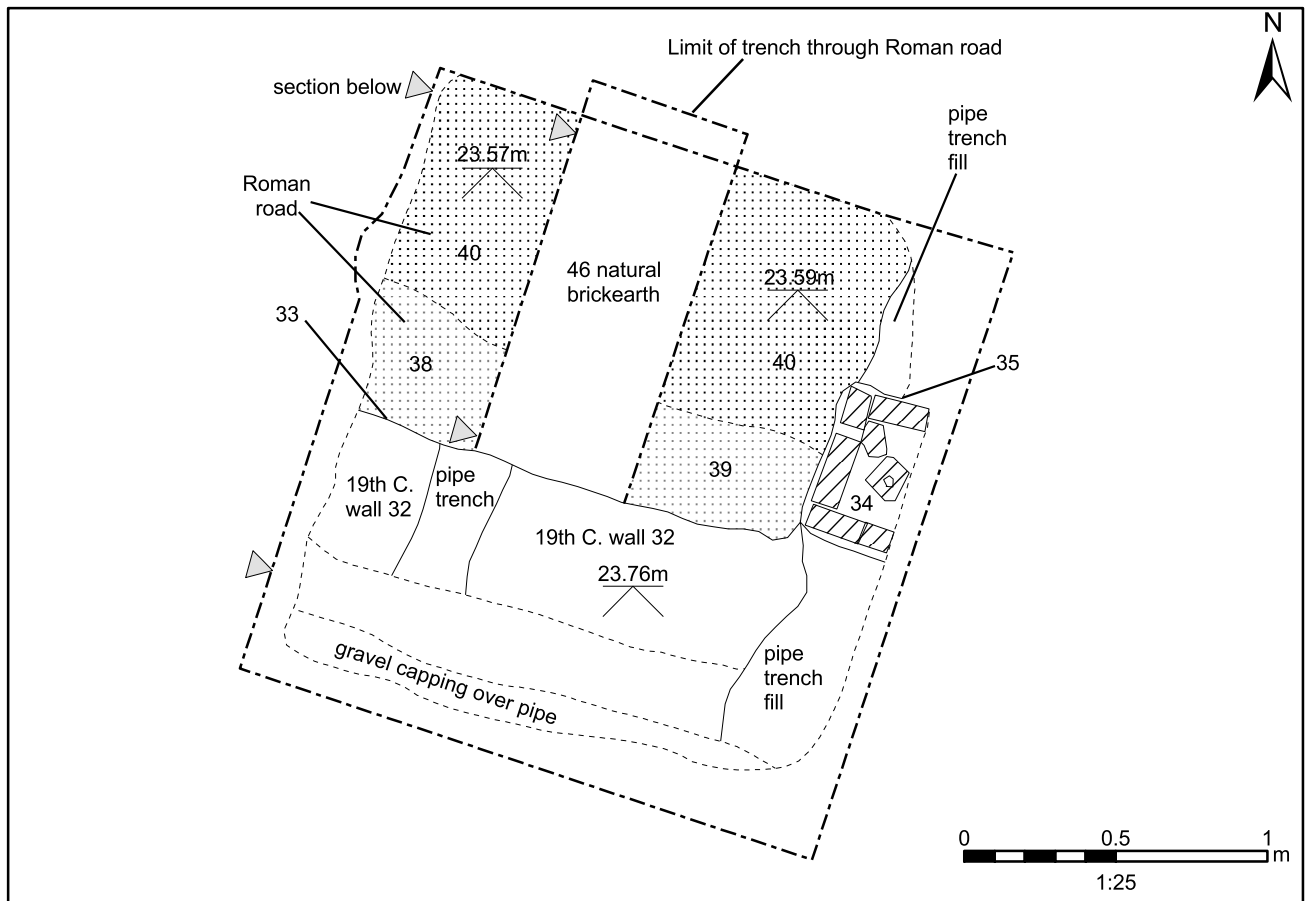 N
Limit of trench through Roman road
section below
pipe
trench
fill
23.57m
Roman
road
40
46 natural
brickearth
23.59m
33
38
40
35
39
19th C.
wall 32
pipe
trench
34
19th C. wall 32
23.76m
gravel capping over pipe
pipe
trench
fill
0 0.5 1
m
1:25